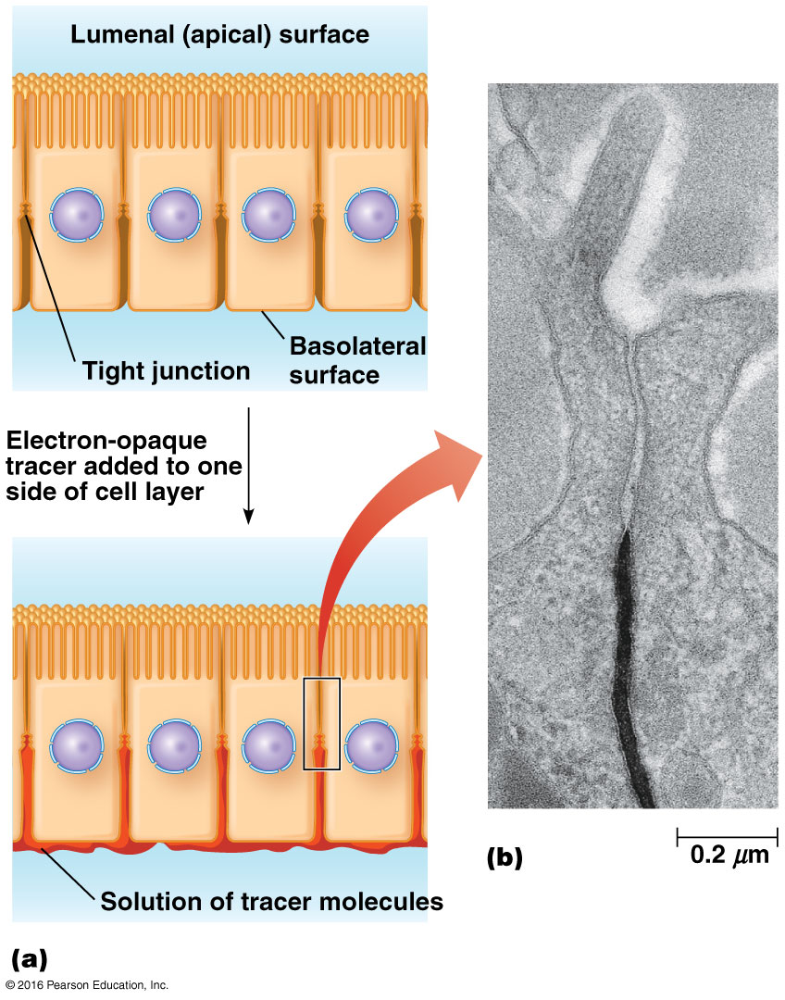 Lumenal (apical) surface
Tight junction
Basolateral
surface
Electron-opaque
tracer added to one
side of cell layer
Solution of tracer molecules
(a)
(b)
0.2 μm
© 2016 Pearson Education, Inc.